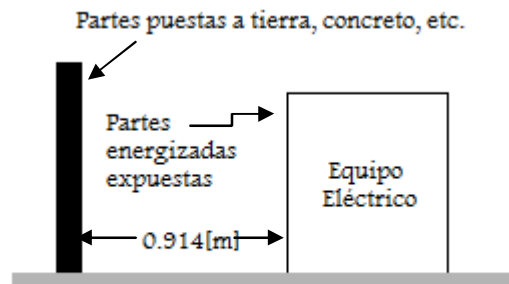 Partes puestas a tierra, concreto, etc.
Partes
energizadas
expuestas
Equipo
Eléctrico
0.914[m]